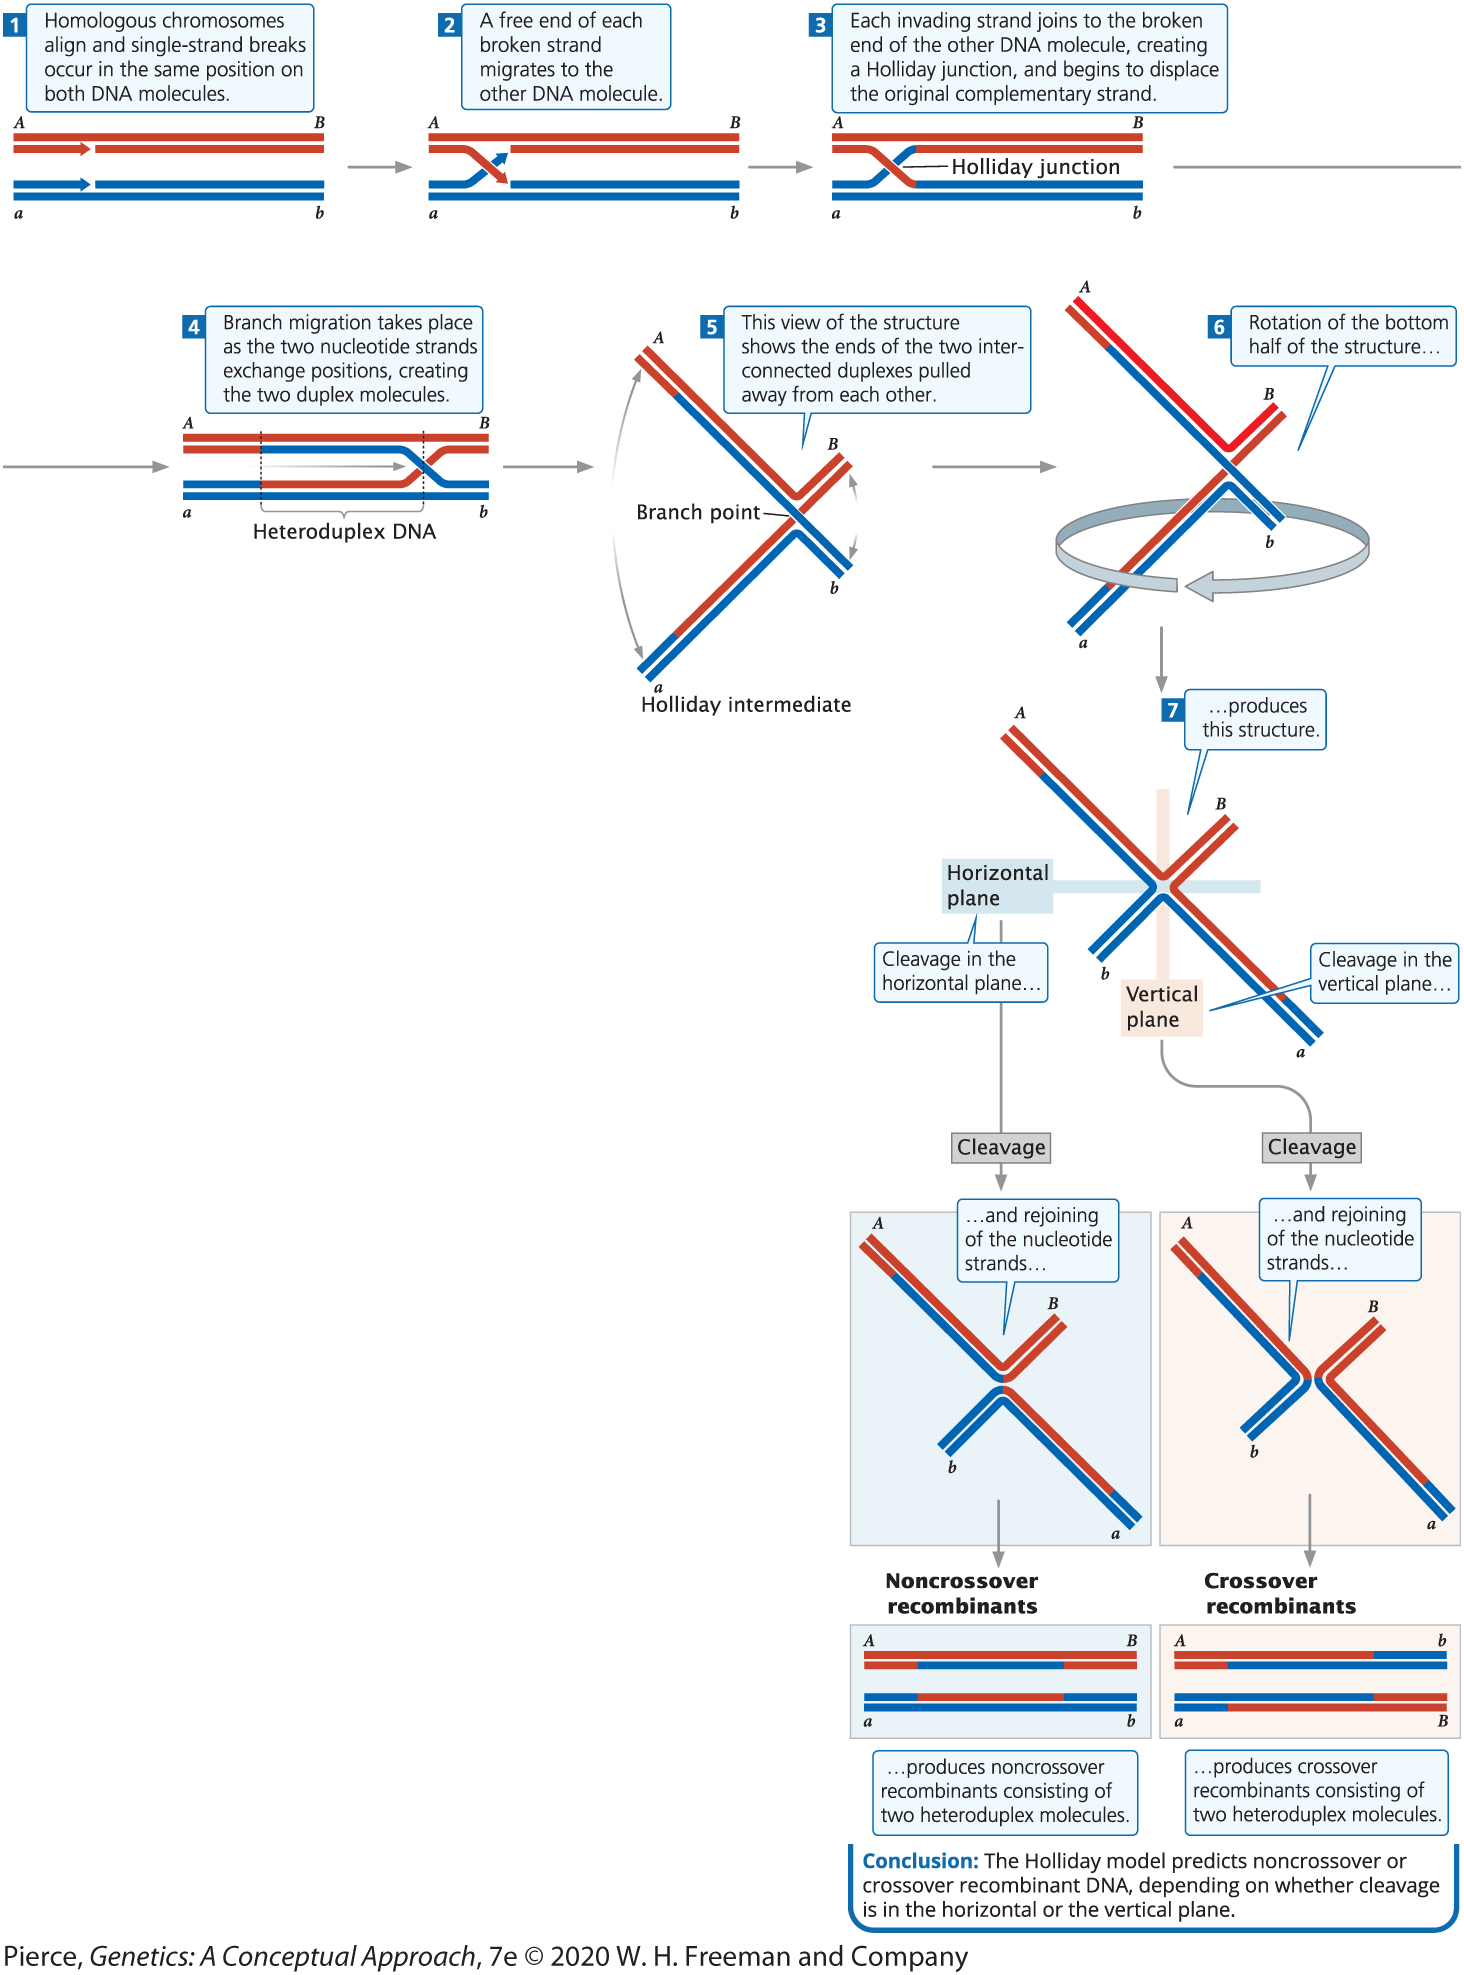 1
Homologous chromosomes
align and single-strand breaks
occur in the same position on
both DNA molecules.
A
B
a
b
2
A free end of each
broken strand
migrates to the
other DNA molecule.
A
B
a
b
3
Each invading strand joins to the broken
end of the other DNA molecule, creating
a Holliday junction, and begins to displace
the original complementary strand.
A
B
Holliday junction
a
b
4
Branch migration takes place
as the two nucleotide strands
exchange positions, creating
the two duplex molecules.
A
B
a
b
Heteroduplex DNA
5
This view of the structure
shows the ends of the two inter-
connected duplexes pulled
away from each other.
A
B
Branch point
b
a
Holliday intermediate
6
Rotation of the bottom
half of the structure…
A
B
b
a
7
…produces
this structure.
A
B
Horizontal
plane
Cleavage in the
horizontal plane…
b
Vertical
plane
Cleavage in the
vertical plane…
a
Cleavage
Cleavage
A
…and rejoining
of the nucleotide
strands…
B
b
a
A
…and rejoining
of the nucleotide
strands…
B
b
a
Noncrossover
recombinants
A
B
a
b
…produces noncrossover
recombinants consisting of
two heteroduplex molecules.
Crossover
recombinants
A
b
a
B
…produces crossover
recombinants consisting of
two heteroduplex molecules.
Conclusion: The Holliday model predicts noncrossover or
crossover recombinant DNA, depending on whether cleavage
is in the horizontal or the vertical plane.
Pierce, Genetics: A Conceptual Approach, 7e © 2020 W. H. Freeman and Company